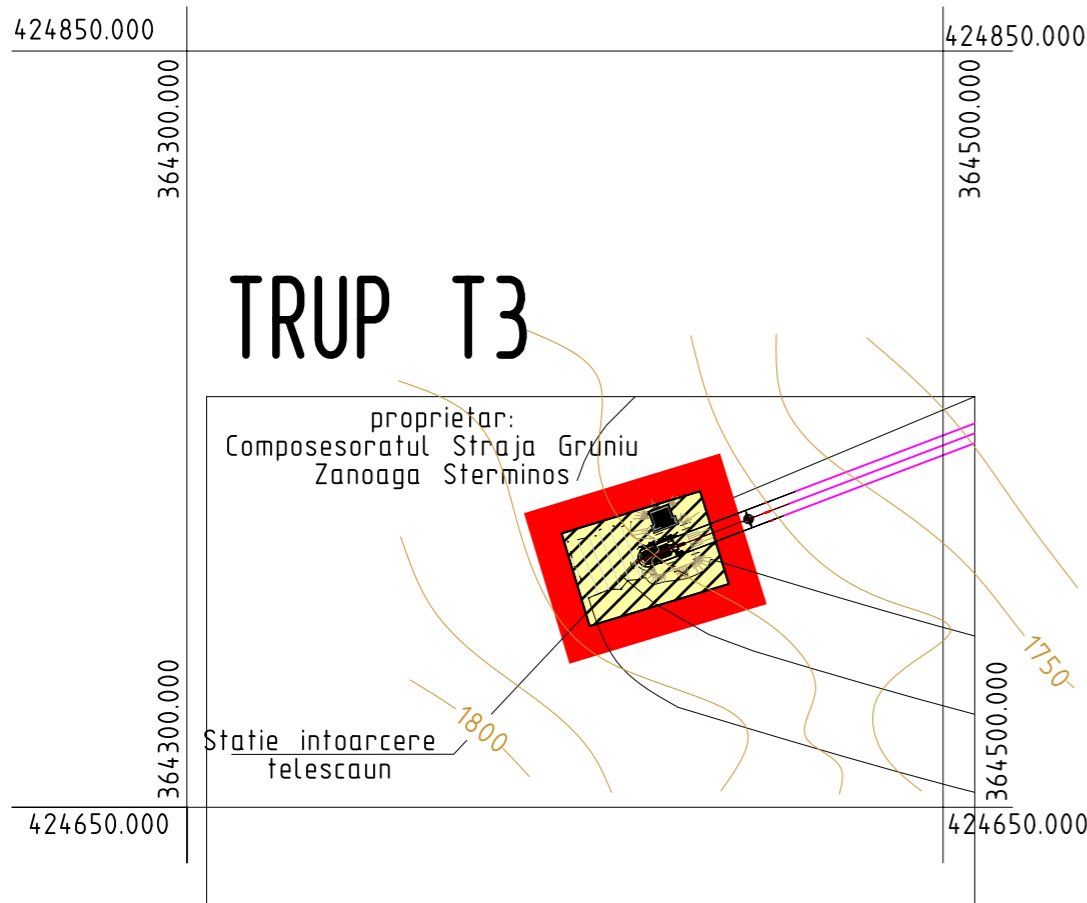 424850.000
424850.000
364300.000
364500.000
TRUP T3
proprietar:
Composesoratul Straja Gruniu
Zanoaga Sterminos
1750
364300.000
364500.000
1800
Statie intoarcere
telescaun
424650.000
424650.000